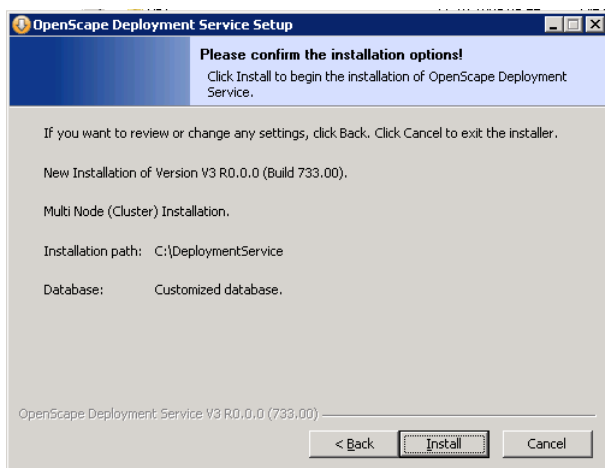 OpenScape Deployment Service Setup
Please confirm the installation options!
Click Install to begin the installation of OpenScape Deployment
Service.
If you want to review or change any settings, click Back. Click Cancel to exit the installer.
New Installation of Version V3 R0.0.0 (Build 733.00).
Multi Node (Cluster) Installation.
Installation path: C:\DeploymentService
Database: Customized database.
OpenScape Deployment Service V3 R0.0.0 (733.00)
< Back Install Cancel